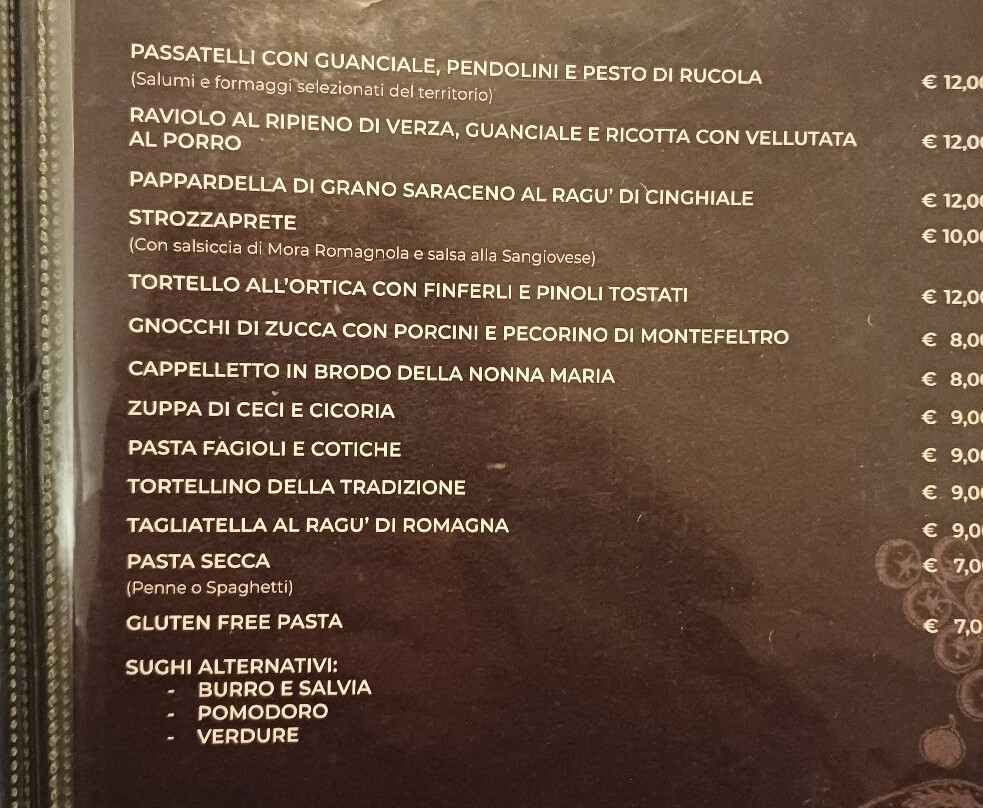 PASSATELLI CON GUANCIALE, PENDOLINI E PESTO DI RUCOLA € 12,00
(Salumi e formaggi selezionati del territorio)
RAVIOLO AL RIPIENO DI VERZA, GUANCIALE E RICOTTA CON VELLUTATA € 12,00
AL PORRO
PAPPARDELLA DI GRANO SARACENO AL RAGU' DI CINGHIALE € 12,00
STROZZAPRETE € 10,00
(Con salsiccia di Mora Romagnola e salsa alla Sangiovese)
TORTELLO ALL'ORTICA CON FINFERLI E PINOLI TOSTATI € 12,00
GNOCCHI DI ZUCCA CON PORCINI E PECORINO DI MONTEFELTRO € 8,00
CAPPELLETTO IN BRODO DELLA NONNA MARIA € 8,00
ZUPPA DI CECI E CICORIA € 9,00
PASTA FAGIOLI E COTICHE € 9,00
TORTELLINO DELLA TRADIZIONE € 9,00
TAGLIATELLA AL RAGU' DI ROMAGNA € 9,00
PASTA SECCA € 7,0
(Penne o Spaghetti)
GLUTEN FREE PASTA € 7,0
SUGHI ALTERNATIVI:
- BURRO E SALVIA
- POMODORO
- VERDURE